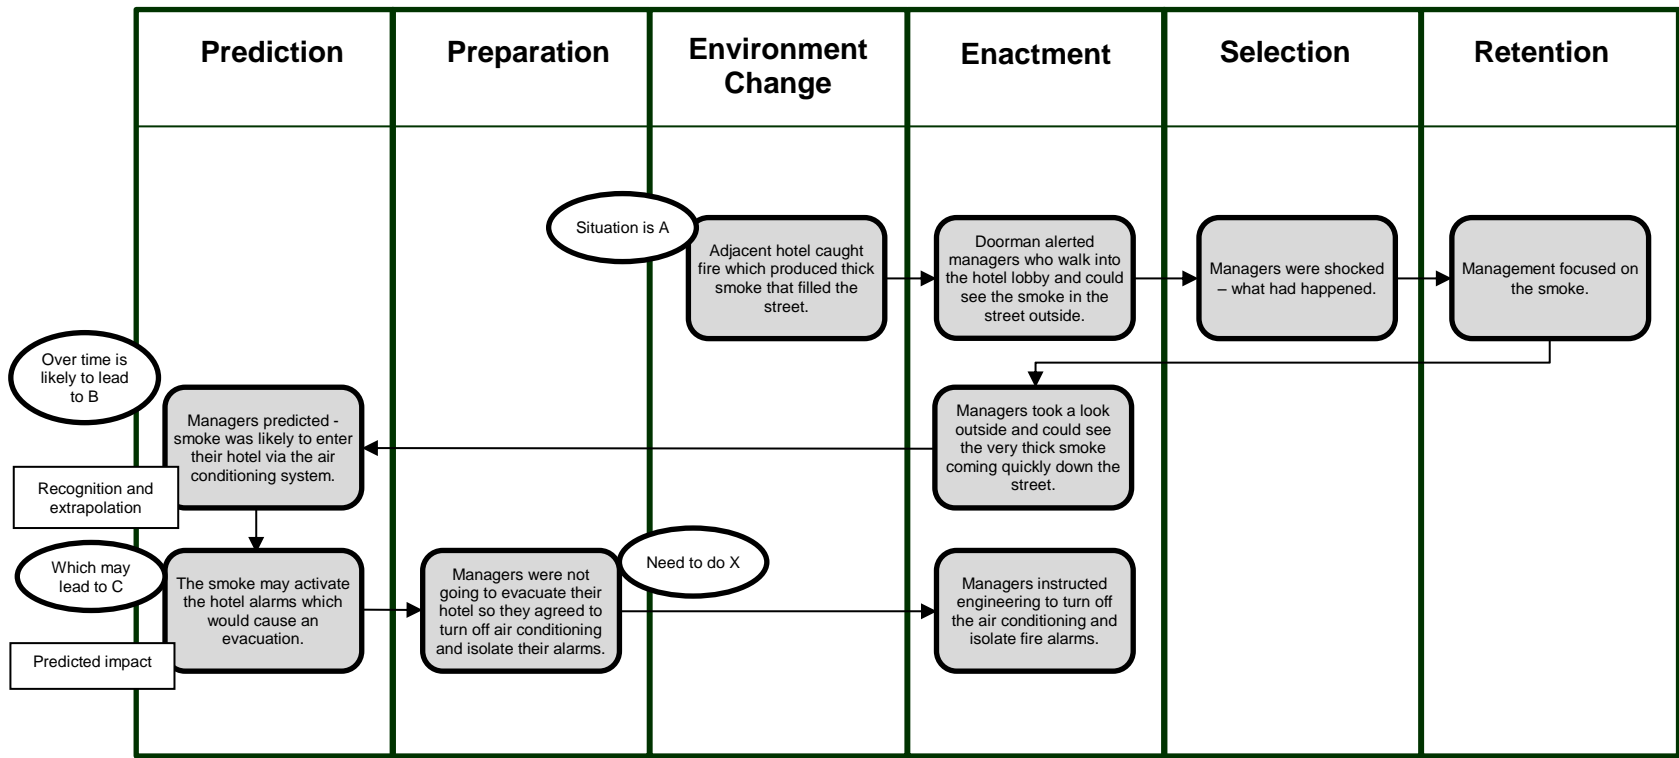 Prediction
Preparation
Environment
Change
Enactment
Selection
Retention
Situation is A
Adjacent hotel caught
fire which produced thick
smoke that filled the
street.
Doorman alerted
managers who walk into
the hotel lobby and could
see the smoke in the
street outside.
Managers were shocked
– what had happened.
Management focused on
the smoke.
Over time is
likely to lead
to B
Managers predicted -
smoke was likely to enter
their hotel via the air
conditioning system.
Managers took a look
outside and could see
the very thick smoke
coming quickly down the
street.
Recognition and
extrapolation
Which may
lead to C
The smoke may activate
the hotel alarms which
would cause an
evacuation.
Managers were not
going to evacuate their
hotel so they agreed to
turn off air conditioning
and isolate their alarms.
Need to do X
Managers instructed
engineering to turn off
the air conditioning and
isolate fire alarms.
Predicted impact